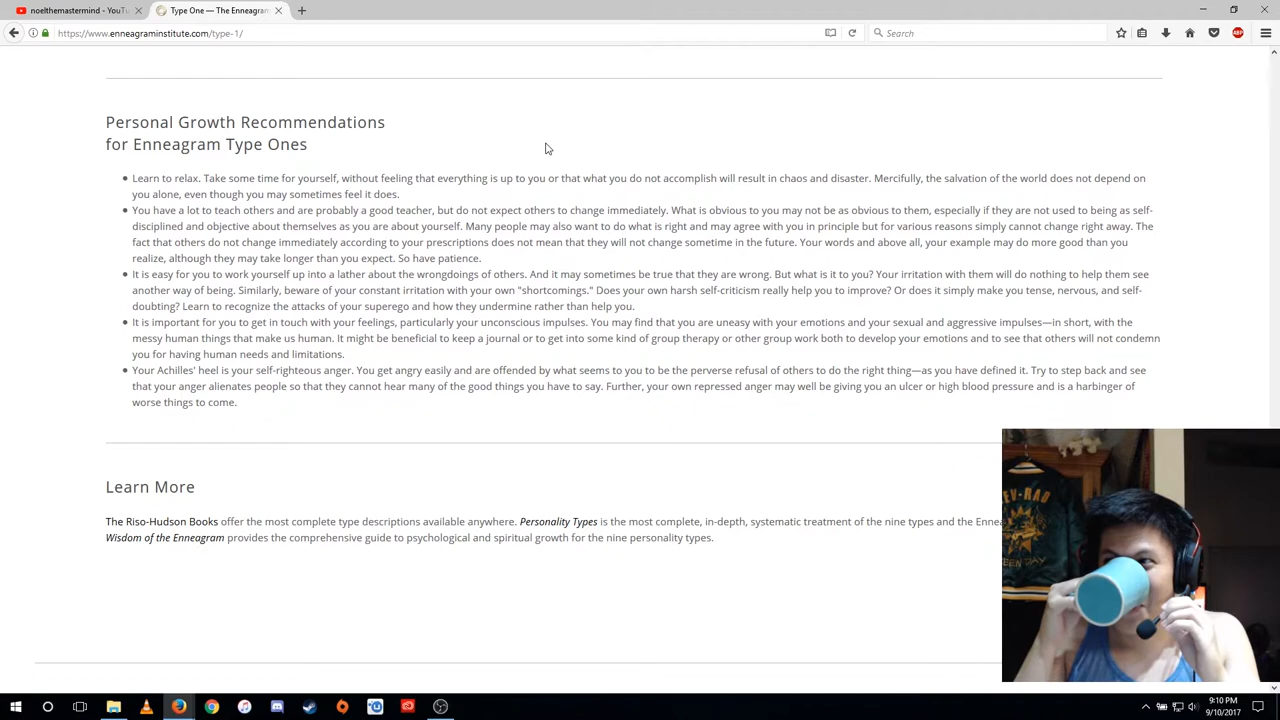 noelthemastermind - YouTu
Type One — The Enneagram
https://www.enneagraminstitute.com/type-1/
Search
Personal Growth Recommendations
for Enneagram Type Ones
Learn to relax. Take some time for yourself, without feeling that everything is up to you or that what you do not accomplish will result in chaos and disaster. Mercifully, the salvation of the world does not depend on
you alone, even though you may sometimes feel it does.
You have a lot to teach others and are probably a good teacher, but do not expect others to change immediately. What is obvious to you may not be as obvious to them, especially if they are not used to being as self-
disciplined and objective about themselves as you are about yourself. Many people may also want to do what is right and may agree with you in principle but for various reasons simply cannot change right away. The
fact that others do not change immediately according to your prescriptions does not mean that they will not change sometime in the future. Your words and above all, your example may do more good than you
realize, although they may take longer than you expect. So have patience.
It is easy for you to work yourself up into a lather about the wrongdoings of others. And it may sometimes be true that they are wrong. But what is it to you? Your irritation with them will do nothing to help them see
another way of being. Similarly, beware of your constant irritation with your own "shortcomings." Does your own harsh self-criticism really help you to improve? Or does it simply make you tense, nervous, and self-
doubting? Learn to recognize the attacks of your superego and how they undermine rather than help you.
It is important for you to get in touch with your feelings, particularly your unconscious impulses. You may find that you are uneasy with your emotions and your sexual and aggressive impulses—in short, with the
messy human things that make us human. It might be beneficial to keep a journal or to get into some kind of group therapy or other group work both to develop your emotions and to see that others will not condemn
you for having human needs and limitations.
Your Achilles' heel is your self-righteous anger. You get angry easily and are offended by what seems to you to be the perverse refusal of others to do the right thing—as you have defined it. Try to step back and see
that your anger alienates people so that they cannot hear many of the good things you have to say. Further, your own repressed anger may well be giving you an ulcer or high blood pressure and is a harbinger of
worse things to come.
Learn More
The Riso-Hudson Books offer the most complete type descriptions available anywhere. Personality Types is the most complete, in-depth, systematic treatment of the nine types and the Ennea
Wisdom of the Enneagram provides the comprehensive guide to psychological and spiritual growth for the nine personality types.
9:10 PM
9/10/2017